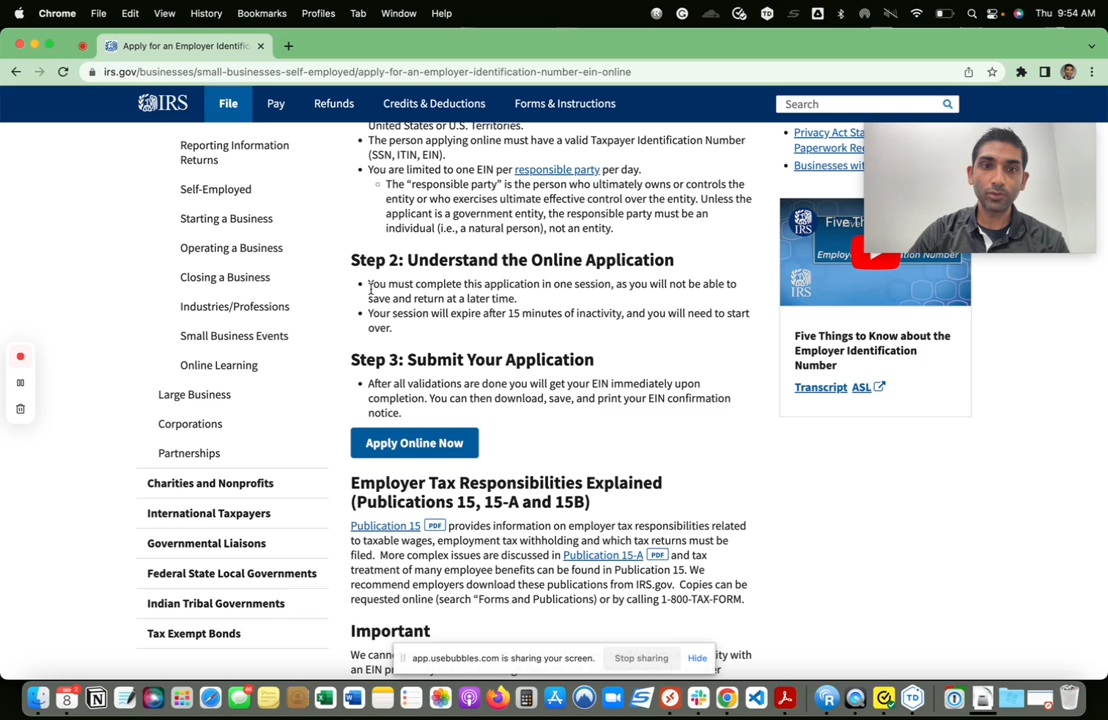 Chrome File Edit View History Bookmarks Profiles Tab Window Help
TD
Thu 9:54 AM
Apply for an Employer Identific
irs.gov/businesses/small-businesses-self-employed/apply-for-an-employer-identification-number-ein-online
IRS File Pay Refunds Credits & Deductions Forms & Instructions
Search
Reporting Information
Returns
Self-Employed
Starting a Business
Operating a Business
Closing a Business
Industries/Professions
Small Business Events
Online Learning
Large Business
Corporations
Partnerships
Charities and Nonprofits
International Taxpayers
Governmental Liaisons
Federal State Local Governments
Indian Tribal Governments
Tax Exempt Bonds
United States or U.S. Territories.
• The person applying online must have a valid Taxpayer Identification Number
(SSN, ITIN, EIN).
• You are limited to one EIN per responsible party per day.
○ The "responsible party" is the person who ultimately owns or controls the
entity or who exercises ultimate effective control over the entity. Unless the
applicant is a government entity, the responsible party must be an
individual (i.e., a natural person), not an entity.
Step 2: Understand the Online Application
• You must complete this application in one session, as you will not be able to
save and return at a later time.
• Your session will expire after 15 minutes of inactivity, and you will need to start
over.
Step 3: Submit Your Application
• After all validations are done you will get your EIN immediately upon
completion. You can then download, save, and print your EIN confirmation
notice.
Apply Online Now
Employer Tax Responsibilities Explained
(Publications 15, 15-A and 15B)
Publication 15 PDF provides information on employer tax responsibilities related
to taxable wages, employment tax withholding and which tax returns must be
filed. More complex issues are discussed in Publication 15-A PDF and tax
treatment of many employee benefits can be found in Publication 15. We
recommend employers download these publications from IRS.gov. Copies can be
requested online (search "Forms and Publications) or by calling 1-800-TAX-FORM.
Important
We cann
ity with
an EIN p
Privacy Act Sta
Paperwork Red
Businesses wit
IRS Five Th
Employe
ntification Number
IRS
Five Things to Know about the
Employer Identification
Number
Transcript ASL
app.usebubbles.com is sharing your screen. Stop sharing Hide